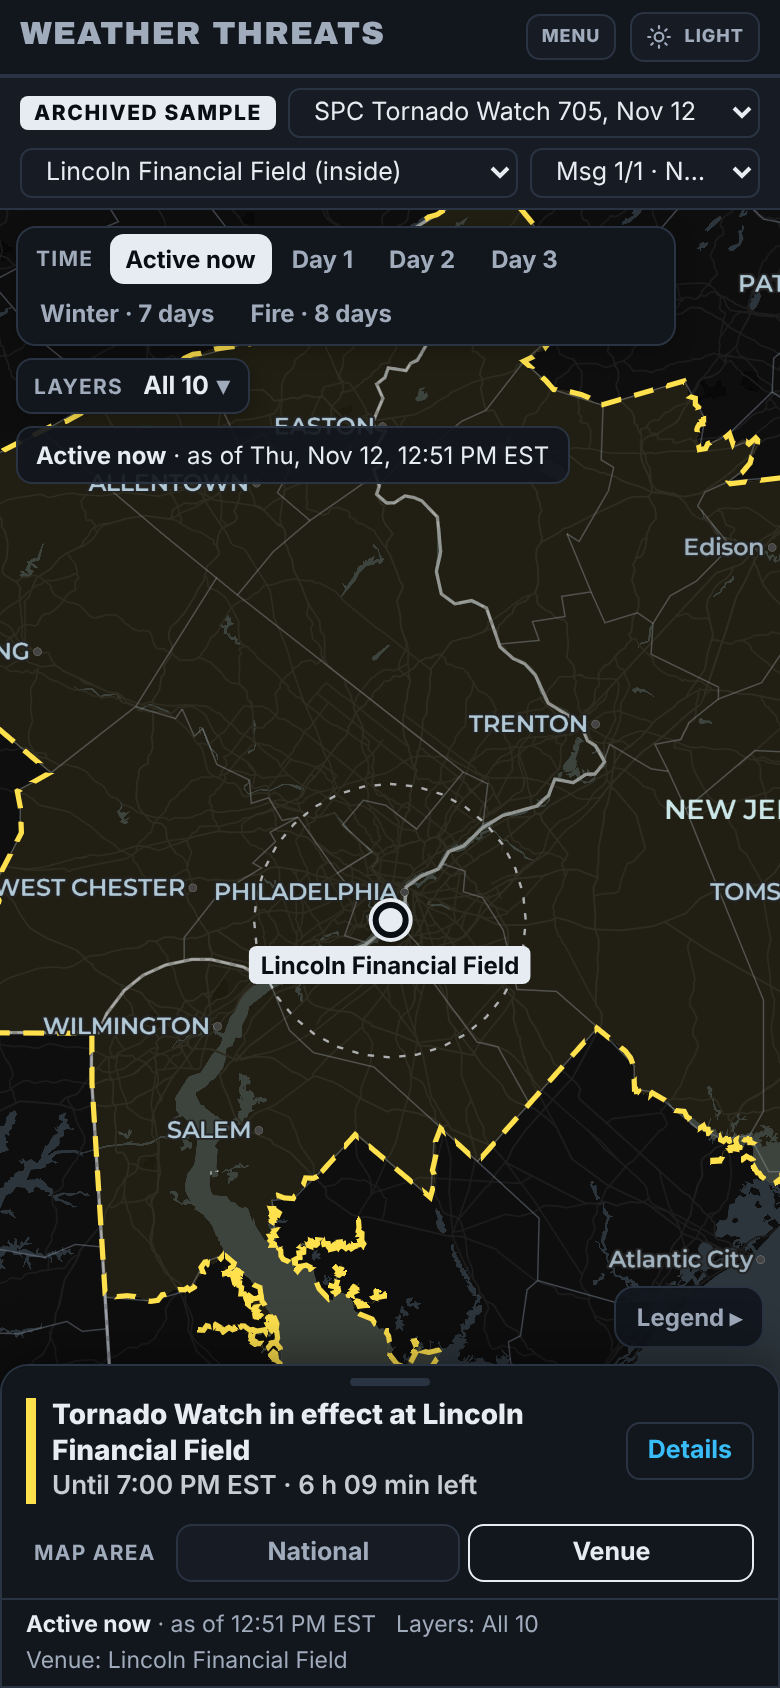 WEATHER THREATS
MENU
LIGHT
ARCHIVED SAMPLE
SPC Tornado Watch 705, Nov 12
Lincoln Financial Field (inside)
Msg 1/1 · N...
PAT
TIME
Active now
Day 1
Day 2
Day 3
Winter · 7 days
Fire · 8 days
LAYERS
All 10 ▾
EASTON
Active now · as of Thu, Nov 12, 12:51 PM EST
ALLENTOWN
Edison
NG
TRENTON
NEW JE
WEST CHESTER
PHILADELPHIA
TOMS
Lincoln Financial Field
WILMINGTON
SALEM
Atlantic City
Legend ▸
Tornado Watch in effect at Lincoln
Financial Field
Until 7:00 PM EST · 6 h 09 min left
Details
MAP AREA
National
Venue
Active now · as of 12:51 PM EST Layers: All 10
Venue: Lincoln Financial Field